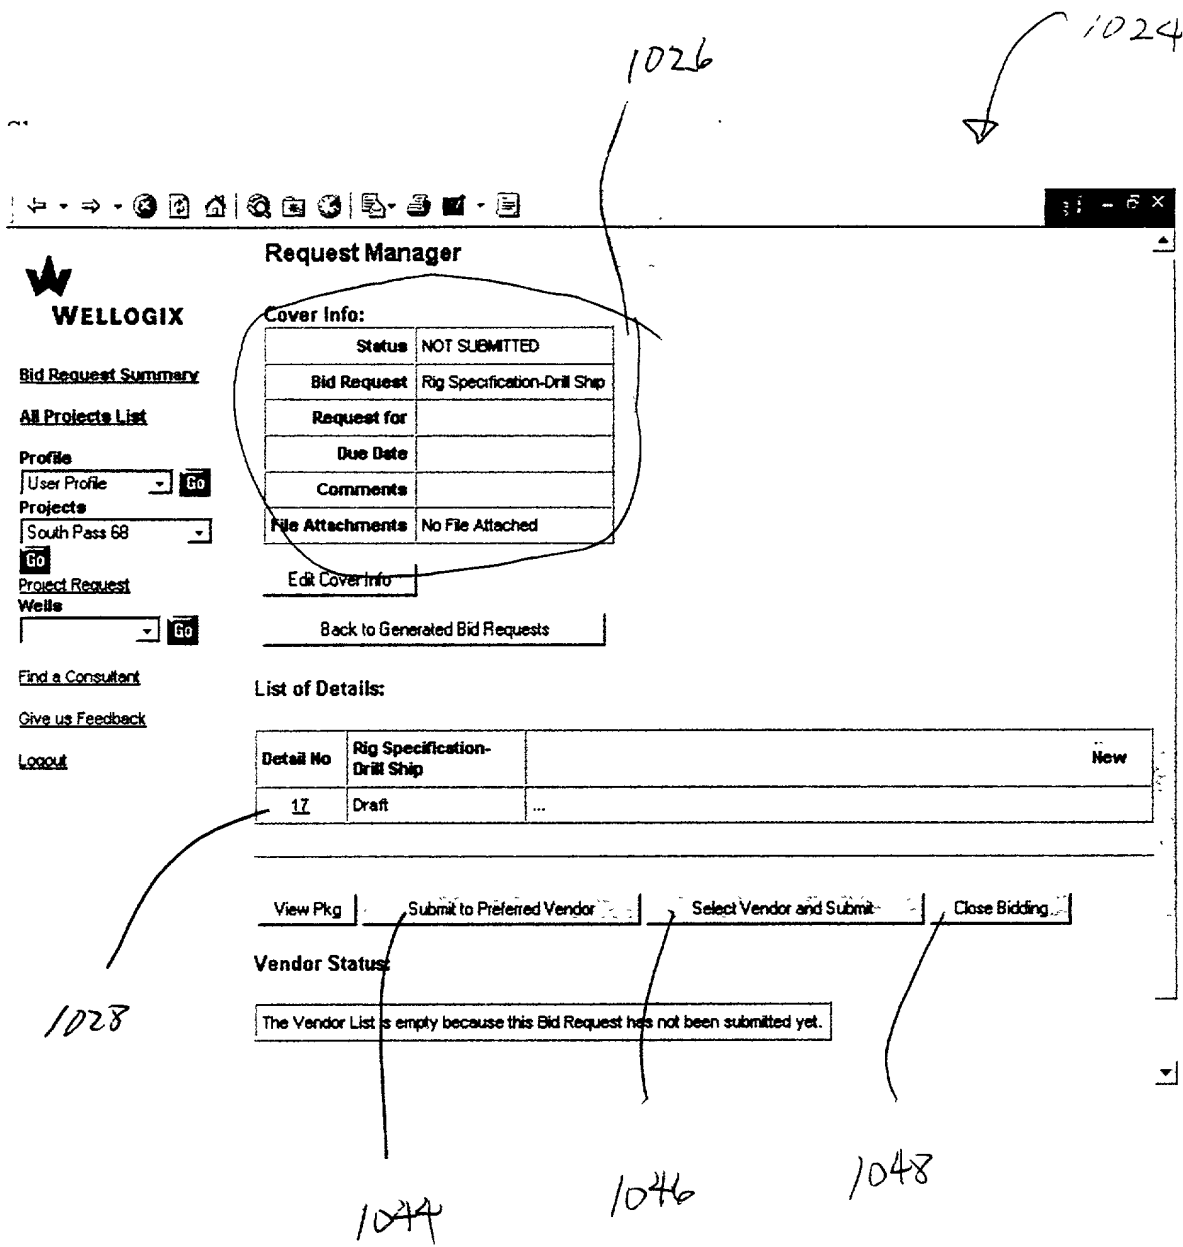 1024
1026
Request Manager
WELLOGIX
Cover Info:
Status NOT SUBMITTED
Bid Request Rig Specification-Drill Ship
Request for
Due Date
Comments
File Attachments No File Attached
Edit Cover Info
Back to Generated Bid Requests
Bid Request Summary
All Projects List
Profile
User Profile Go
Projects
South Pass 68
Go
Project Request
Wells
Go
Find a Consultant
Give us Feedback
Logout
List of Details:
Detail No Rig Specification-Drill Ship New
17 Draft ...
View Pkg Submit to Preferred Vendor Select Vendor and Submit Close Bidding
Vendor Status:
The Vendor List is empty because this Bid Request has not been submitted yet.
1028
1044
1046
1048